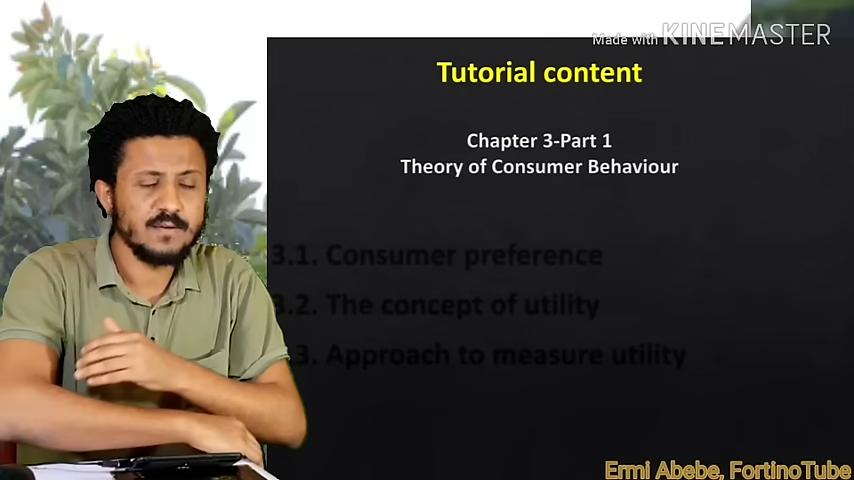 Made with KINEMASTER
Tutorial content
Chapter 3-Part 1
Theory of Consumer Behaviour
3.1. Consumer preference
3.2. The concept of utility
.3. Approach to measure utility
Ermi Abebe, FortinoTube